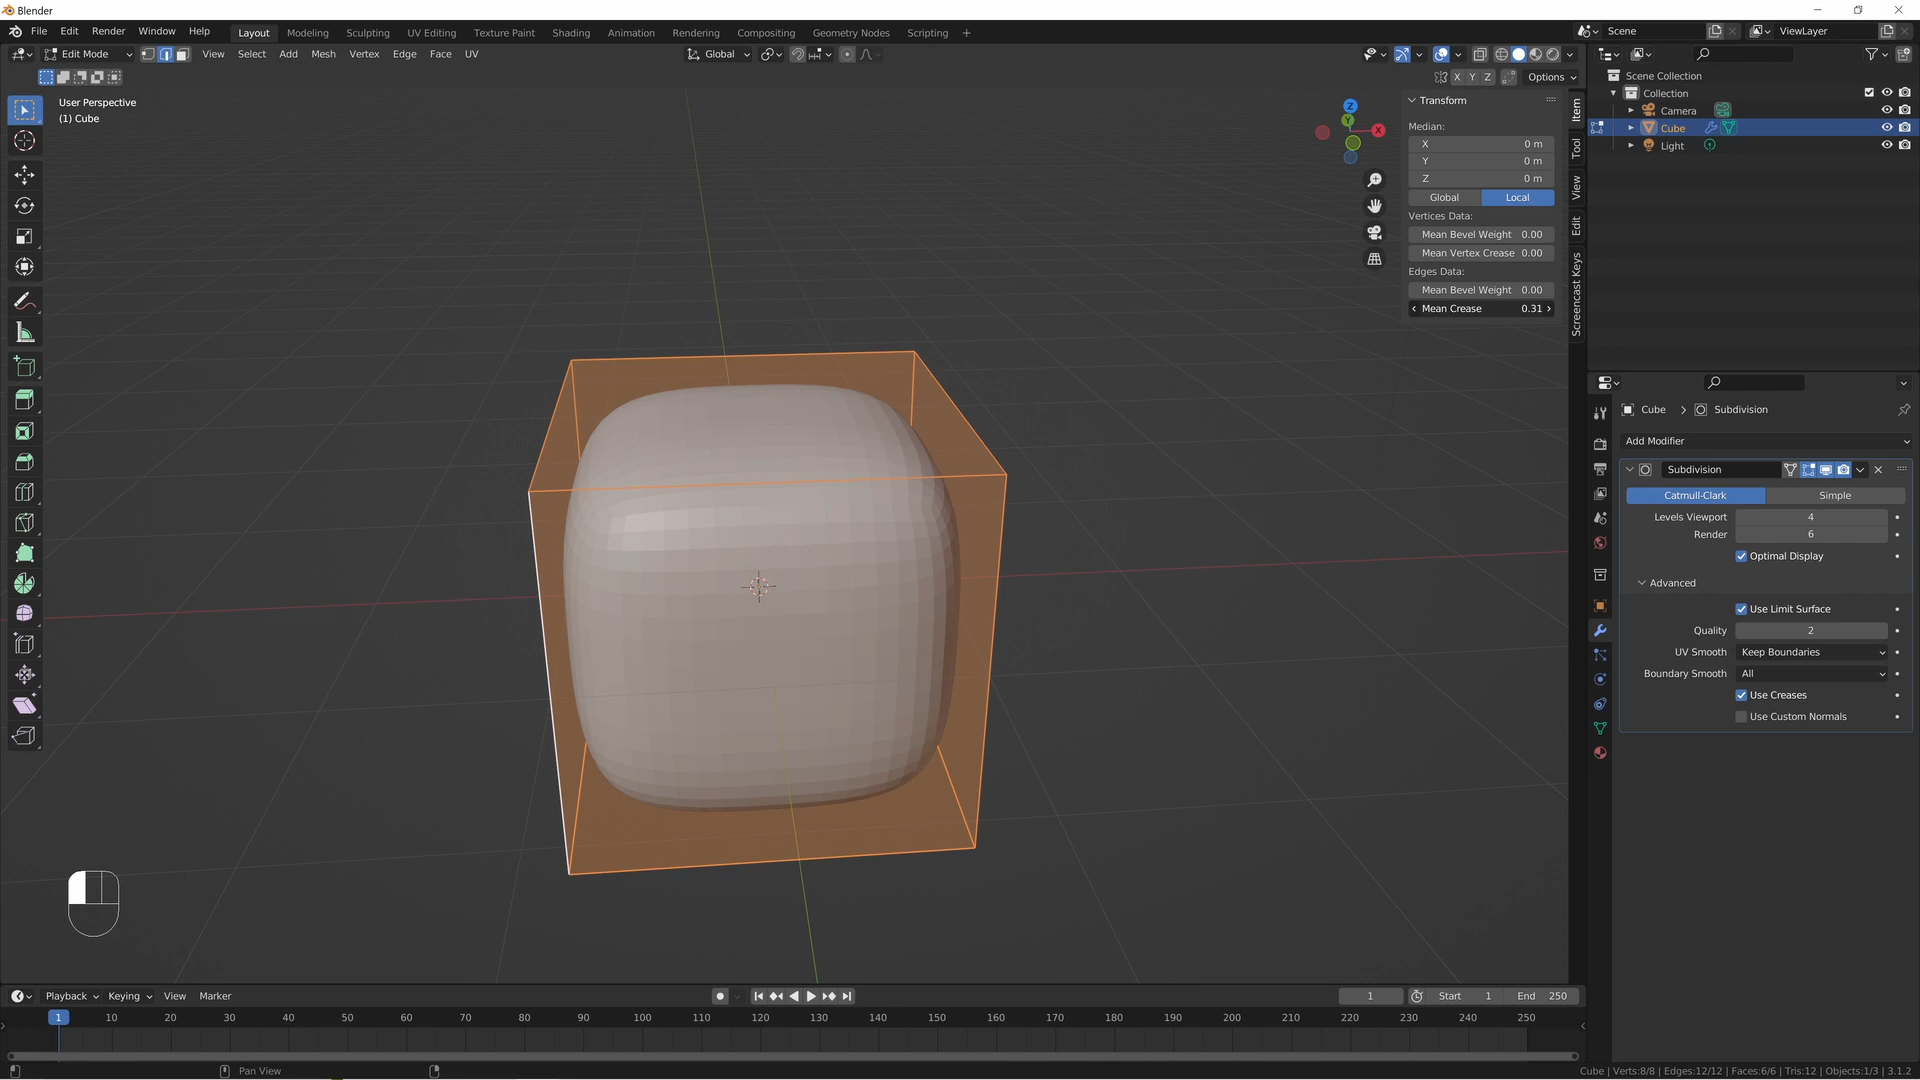 Blender
File Edit Render Window Help
Layout Modeling Sculpting UV Editing Texture Paint Shading Animation Rendering Compositing Geometry Nodes Scripting +
Scene
ViewLayer
Edit Mode
View Select Add Mesh Vertex Edge Face UV
Global
X Y Z
Options
User Perspective
(1) Cube
Z
Y
X
Transform
Median:
X 0 m
Y 0 m
Z 0 m
Global Local
Vertices Data:
Mean Bevel Weight 0.00
Mean Vertex Crease 0.00
Edges Data:
Mean Bevel Weight 0.00
Mean Crease 0.31
Item
Tool
View
Edit
Screencast Keys
Scene Collection
Collection
Camera
Cube
Light
Cube > Subdivision
Add Modifier
Subdivision
Catmull-Clark Simple
Levels Viewport 4
Render 6
Optimal Display
Advanced
Use Limit Surface
Quality 2
UV Smooth Keep Boundaries
Boundary Smooth All
Use Creases
Use Custom Normals
Playback Keying View Marker
1
Start 1
End 250
1 10 20 30 40 50 60 70 80 90 100 110 120 130 140 150 160 170 180 190 200 210 220 230 240 250
Pan View
Cube | Verts:8/8 | Edges:12/12 | Faces:6/6 | Tris:12 | Objects:1/3 | 3.1.2